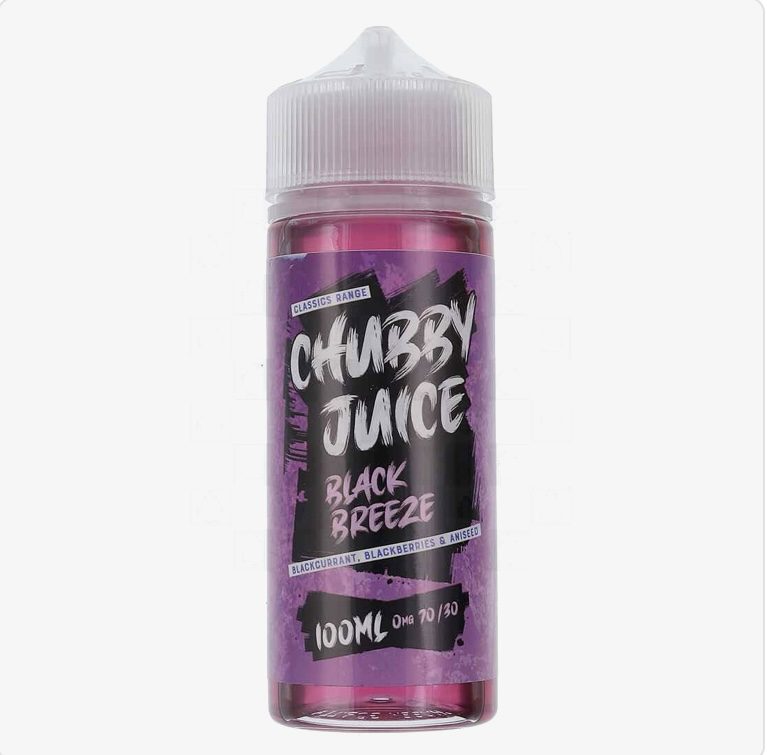 CLASSICS RANGE
CHUBBY
JUICE
BLACK
BREEZE
BLACKCURRANT, BLACKBERRIES & ANISEED
100ML 0MG 70/30